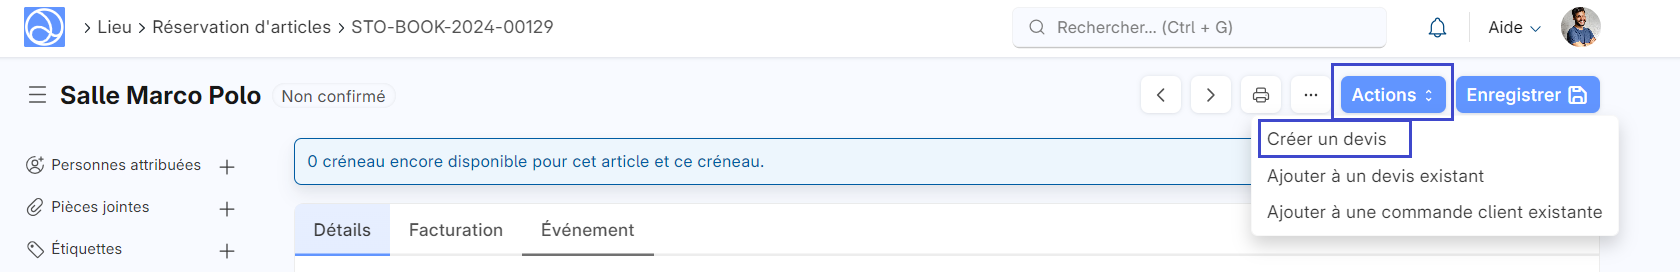 Lieu > Réservation d'articles > STO-BOOK-2024-00129
Rechercher... (Ctrl + G)
Aide
Salle Marco Polo
Non confirmé
Actions
Enregistrer
Créer un devis
Ajouter à un devis existant
Ajouter à une commande client existante
Personnes attribuées
Pièces jointes
Étiquettes
0 créneau encore disponible pour cet article et ce créneau.
Détails
Facturation
Événement